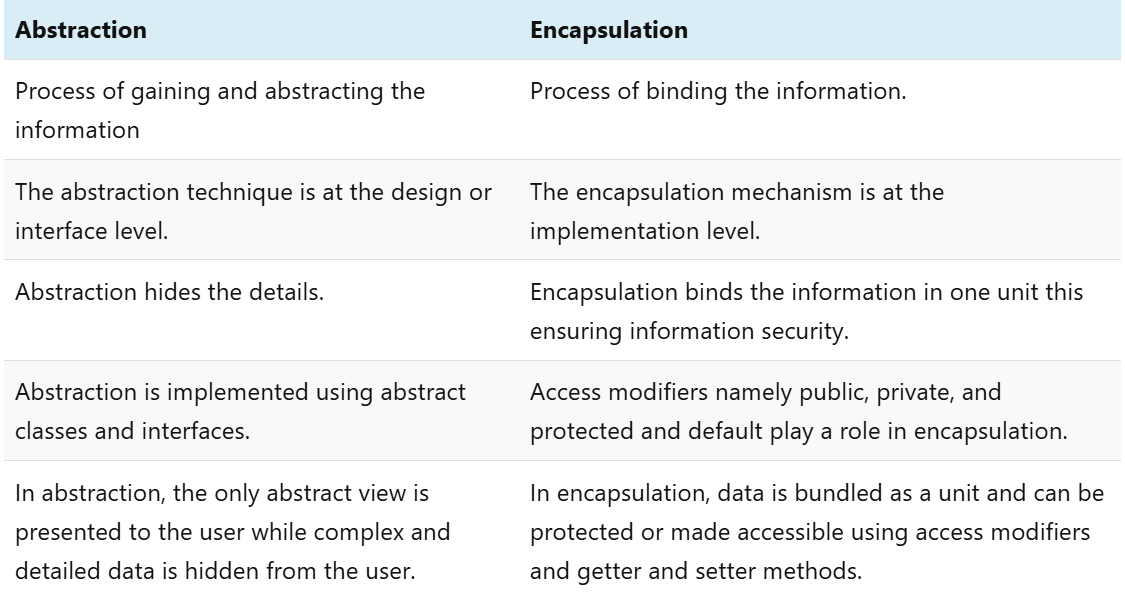 Abstraction
Encapsulation
Process of gaining and abstracting the
information
Process of binding the information.
The abstraction technique is at the design or
interface level.
The encapsulation mechanism is at the
implementation level.
Abstraction hides the details.
Encapsulation binds the information in one unit this
ensuring information security.
Abstraction is implemented using abstract
classes and interfaces.
Access modifiers namely public, private, and
protected and default play a role in encapsulation.
In abstraction, the only abstract view is
presented to the user while complex and
detailed data is hidden from the user.
In encapsulation, data is bundled as a unit and can be
protected or made accessible using access modifiers
and getter and setter methods.